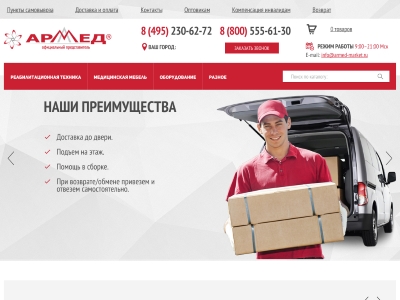 Пункты самовывоза
Доставка и оплата
Контакты
Оптовикам
Компенсация инвалидам
Возврат
АРМЕД®
официальный представитель
8 (495) 230-62-72
8 (800) 555-61-30
ВАШ ГОРОД:
ЗАКАЗАТЬ ЗВОНОК
0 товаров
РЕЖИМ РАБОТЫ 9:00-21:00 Мск
E-mail: info@armed-market.ru
РЕАБИЛИТАЦИОННАЯ ТЕХНИКА
МЕДИЦИНСКАЯ МЕБЕЛЬ
ОБОРУДОВАНИЕ
РАЗНОЕ
Поиск по каталогу...
НАШИ ПРЕИМУЩЕСТВА
Доставка до двери.
Подъем на этаж.
Помощь в сборке.
При возврате/обмене привезем и
отвезем самостоятельно.